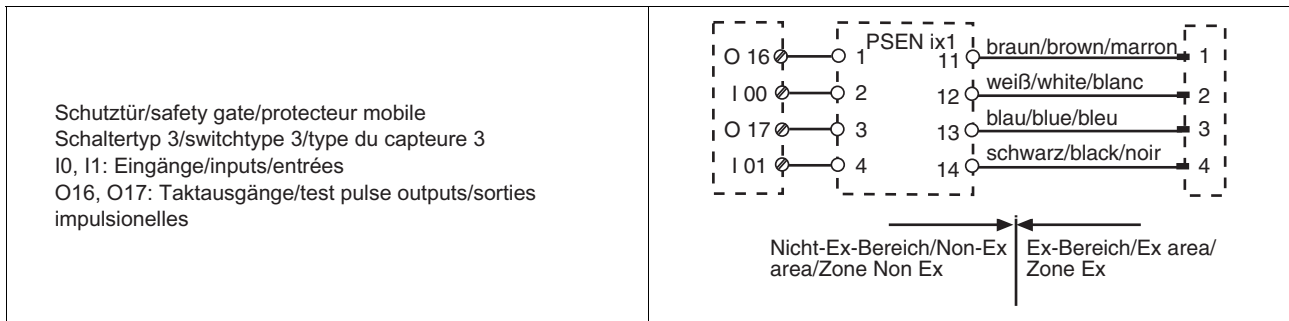 Schutztür/safety gate/protecteur mobile
Schaltertyp 3/switchtype 3/type du capteure 3
I0, I1: Eingänge/inputs/entrées
O16, O17: Taktausgänge/test pulse outputs/sorties
impulsionelles
PSEN ix1
O 16 1 11 braun/brown/marron 1
I 00 2 12 weiß/white/blanc 2
O 17 3 13 blau/blue/bleu 3
I 01 4 14 schwarz/black/noir 4
Nicht-Ex-Bereich/Non-Ex
area/Zone Non Ex
Ex-Bereich/Ex area/
Zone Ex